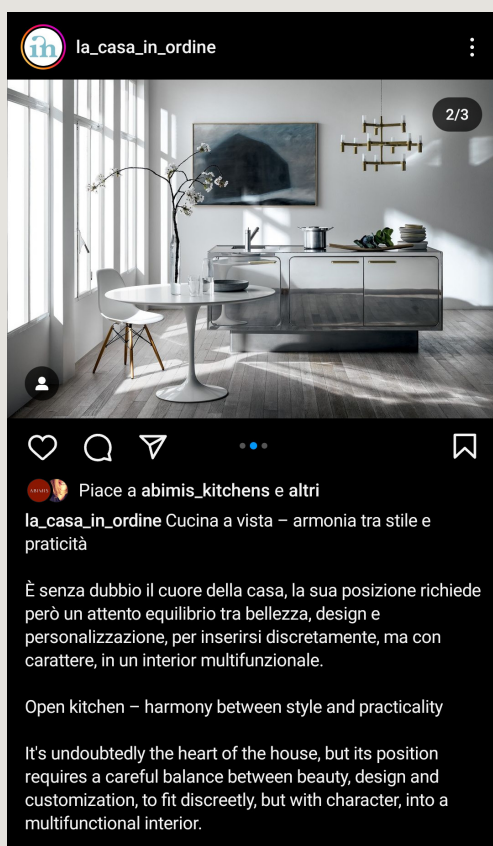 in
la_casa_in_ordine
2/3
ABIMIS
Piace a abimis_kitchens e altri
la_casa_in_ordine Cucina a vista – armonia tra stile e
praticità
È senza dubbio il cuore della casa, la sua posizione richiede
però un attento equilibrio tra bellezza, design e
personalizzazione, per inserirsi discretamente, ma con
carattere, in un interior multifunzionale.
Open kitchen – harmony between style and practicality
It's undoubtedly the heart of the house, but its position
requires a careful balance between beauty, design and
customization, to fit discreetly, but with character, into a
multifunctional interior.